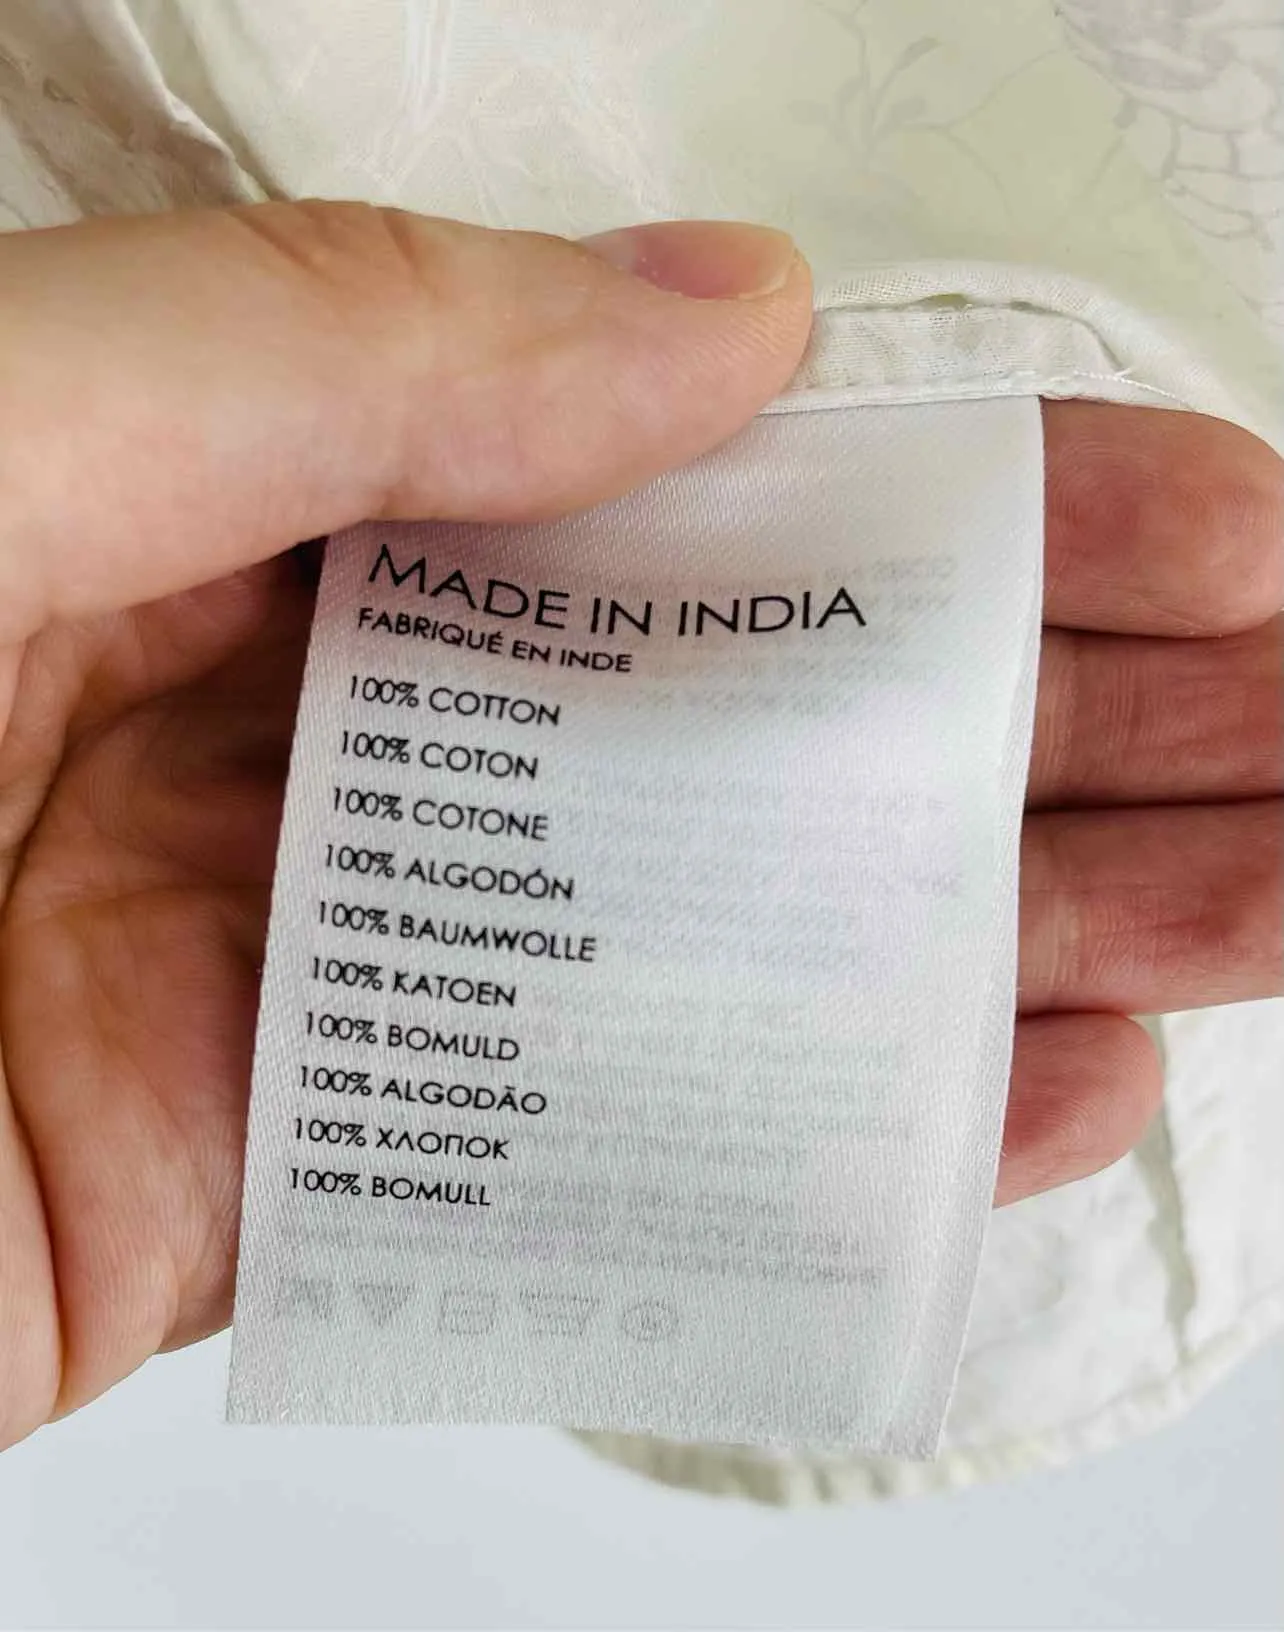 MADE IN INDIA
FABRIQUÉ EN INDE
100% COTTON
100% COTON
100% COTONE
100% ALGODÓN
100% BAUMWOLLE
100% KATOEN
100% BOMULD
100% ALGODÃO
100% ХЛОПОК
100% BOMULL